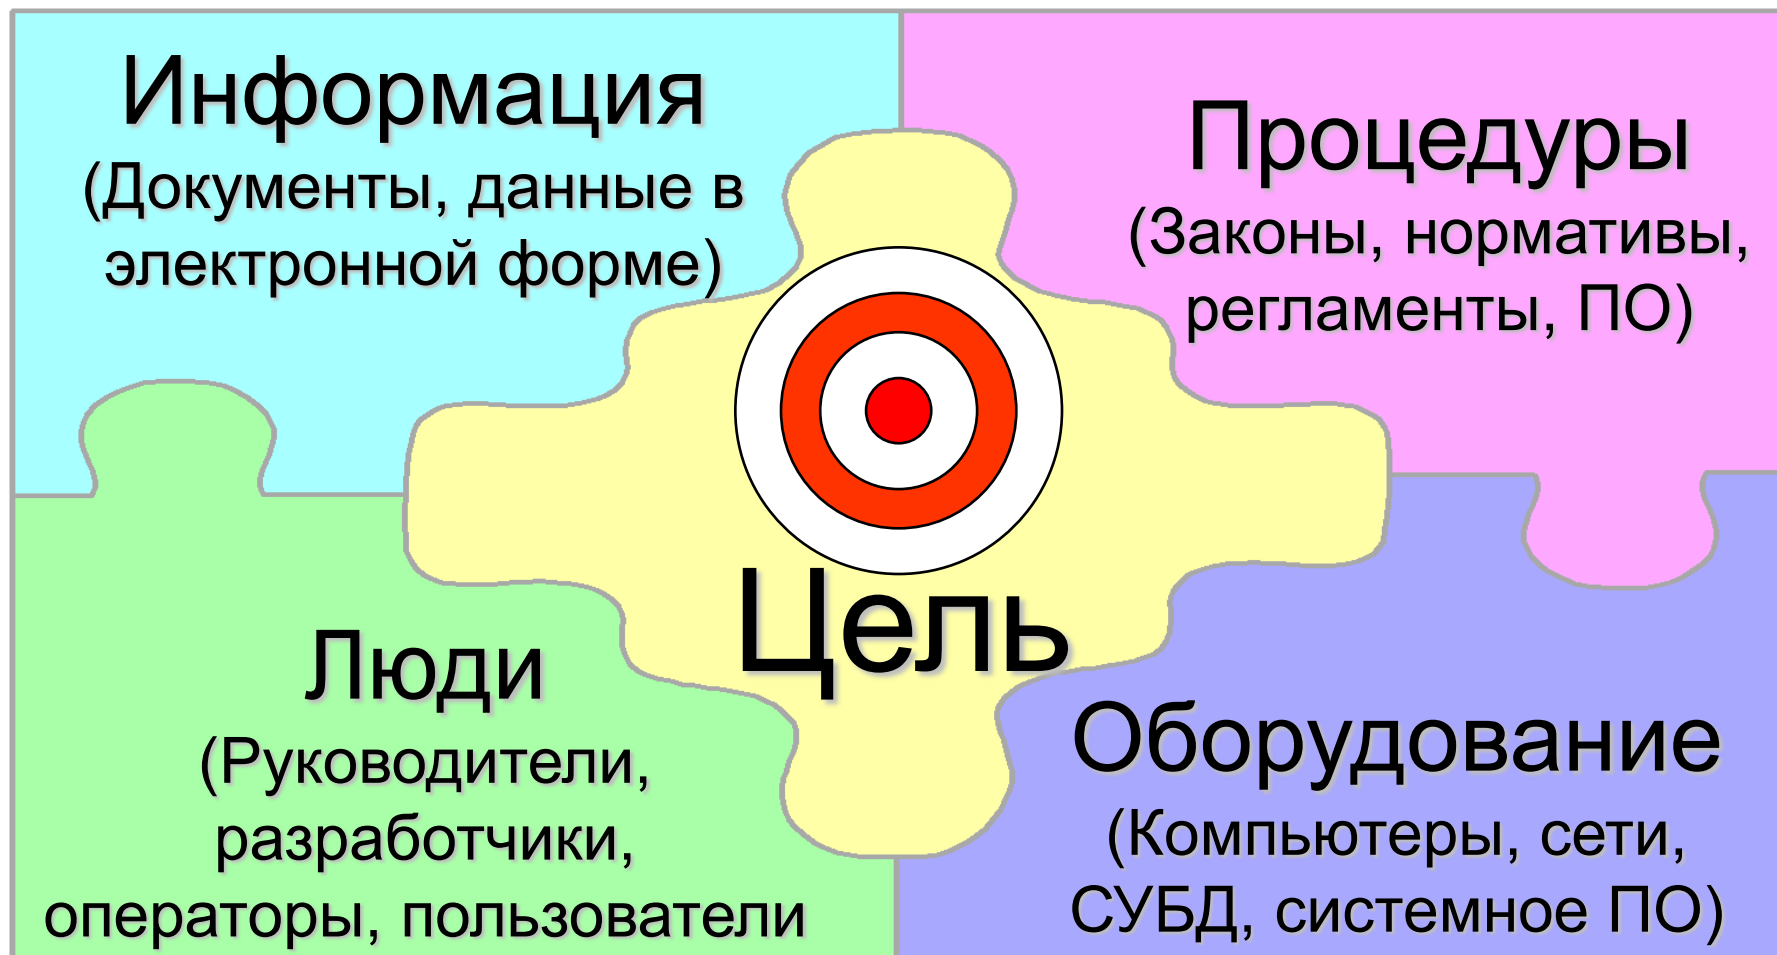 Информация
(Документы, данные в
электронной форме)
Процедуры
(Законы, нормативы,
регламенты, ПО)
Цель
Люди
(Руководители,
разработчики,
операторы, пользователи
Оборудование
(Компьютеры, сети,
СУБД, системное ПО)